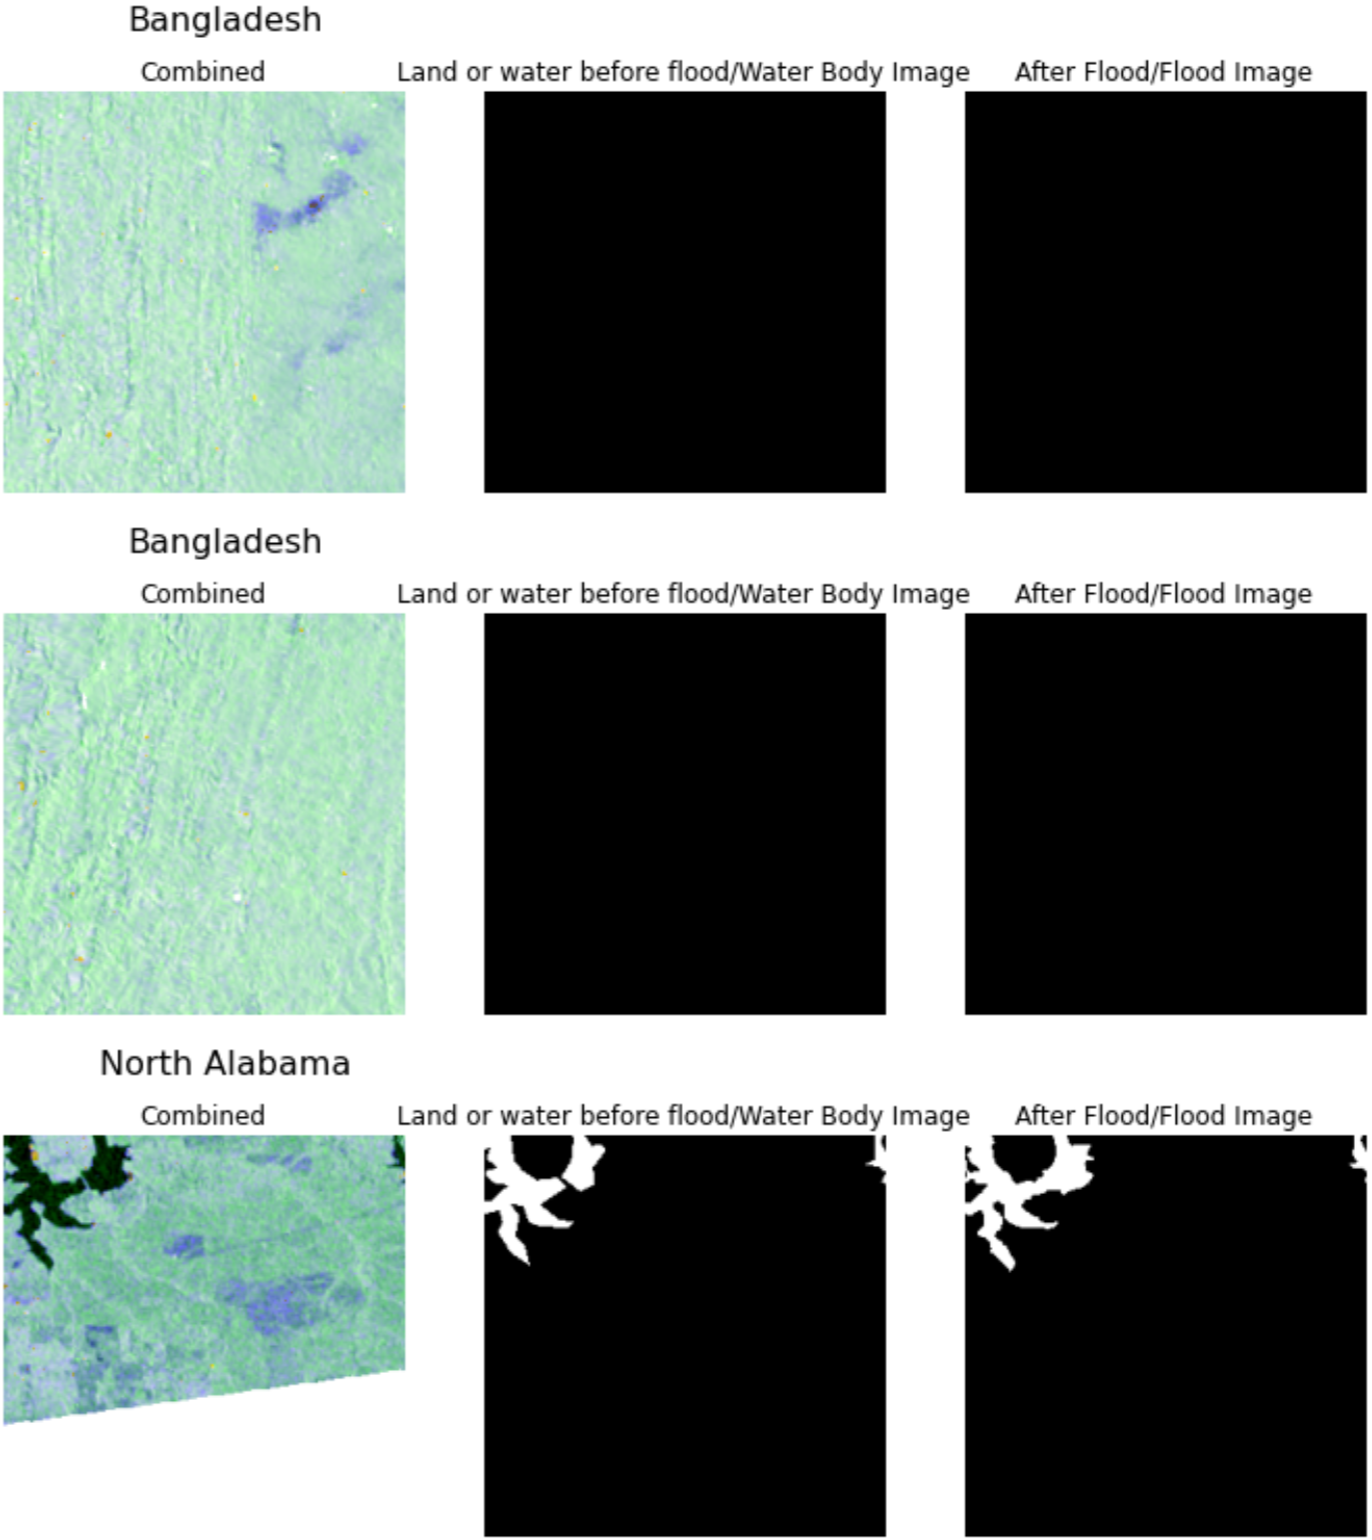 Bangladesh
Combined Land or water before flood/Water Body Image After Flood/Flood Image
Bangladesh
Combined Land or water before flood/Water Body Image After Flood/Flood Image
North Alabama
Combined Land or water before flood/Water Body Image After Flood/Flood Image